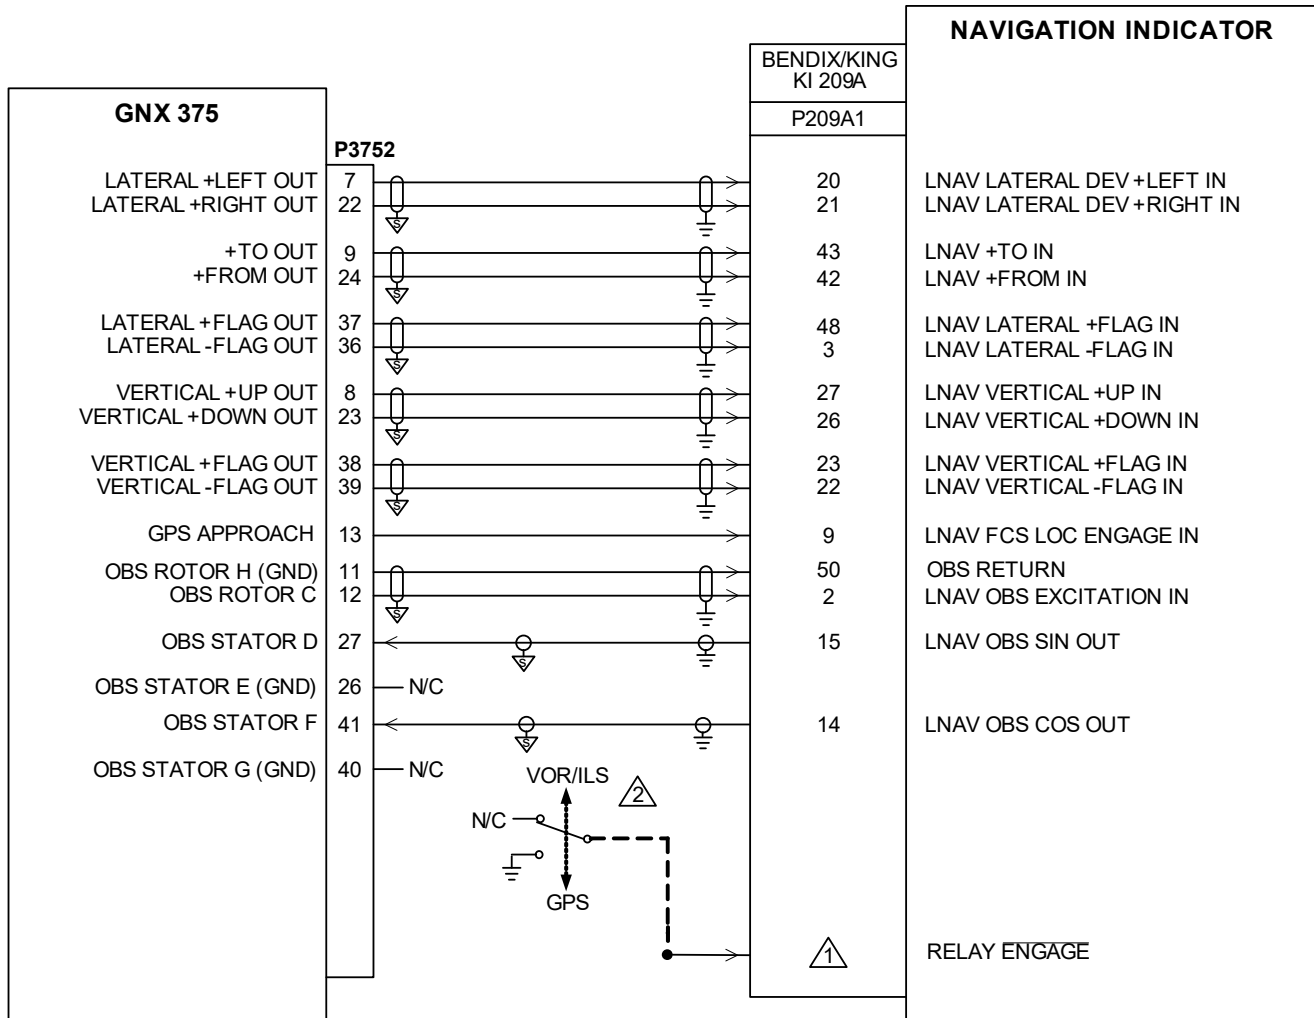 NAVIGATION INDICATOR
BENDIX/KING
KI 209A
GNX 375
P209A1
P3752
LATERAL +LEFT OUT 7 20 LNAV LATERAL DEV +LEFT IN
LATERAL +RIGHT OUT 22 S 21 LNAV LATERAL DEV +RIGHT IN
+TO OUT 9 43 LNAV +TO IN
+FROM OUT 24 S 42 LNAV +FROM IN
LATERAL +FLAG OUT 37 48 LNAV LATERAL +FLAG IN
LATERAL -FLAG OUT 36 S 3 LNAV LATERAL -FLAG IN
VERTICAL +UP OUT 8 27 LNAV VERTICAL +UP IN
VERTICAL +DOWN OUT 23 S 26 LNAV VERTICAL +DOWN IN
VERTICAL +FLAG OUT 38 23 LNAV VERTICAL +FLAG IN
VERTICAL -FLAG OUT 39 S 22 LNAV VERTICAL -FLAG IN
GPS APPROACH 13 9 LNAV FCS LOC ENGAGE IN
OBS ROTOR H (GND) 11 50 OBS RETURN
OBS ROTOR C 12 S 2 LNAV OBS EXCITATION IN
OBS STATOR D 27 S 15 LNAV OBS SIN OUT
OBS STATOR E (GND) 26 N/C
OBS STATOR F 41 S 14 LNAV OBS COS OUT
OBS STATOR G (GND) 40 N/C
VOR/ILS 2
N/C
GPS
1 RELAY ENGAGE